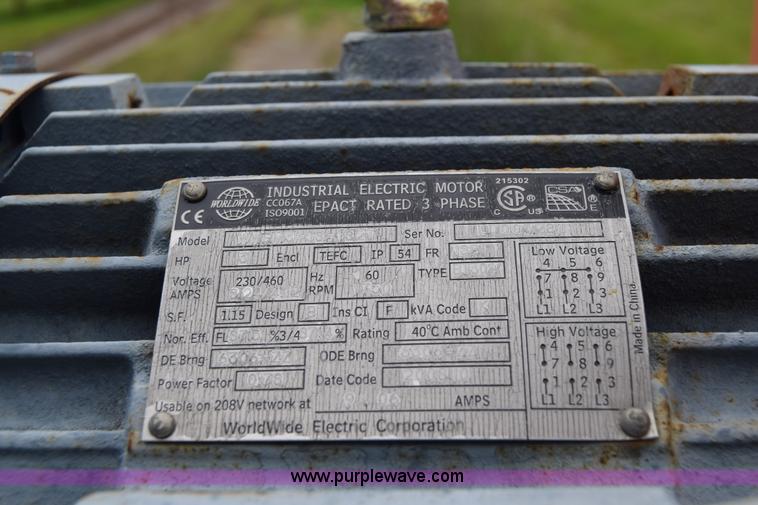 INDUSTRIAL ELECTRIC MOTOR
WORLDWIDE CC067A
ISO9001 EPACT RATED 3 PHASE
CE
215302
CSA ®
C US
CSA
® E
Model Ser No.
HP Encl TEFC IP 54 FR
Voltage 230/460 Hz 60 TYPE
AMPS RPM
S.F. 1.15 Design B Ins Cl F kVA Code
Nor. Eff. FL %3/4 % Rating 40°C Amb Cont
DE Brng ODE Brng
Power Factor Date Code
Usable on 208V network at AMPS
WorldWide Electric Corporation
Low Voltage
4 5 6
7 8 9
1 2 3
L1 L2 L3
High Voltage
4 5 6
7 8 9
1 2 3
L1 L2 L3
Made in China.
www.purplewave.com